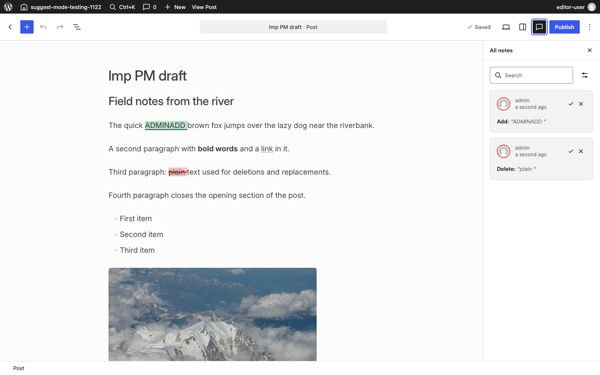 suggest-mode-testing-1122 Ctrl+K 0 New View Post editor-user
Imp PM draft · Post Saved Publish
All notes
Search
Imp PM draft
Field notes from the river
The quick ADMINADD brown fox jumps over the lazy dog near the riverbank.
A second paragraph with bold words and a link in it.
Third paragraph: plain text used for deletions and replacements.
Fourth paragraph closes the opening section of the post.
First item
Second item
Third item
admin
a second ago
Add: "ADMINADD "
admin
a second ago
Delete: "plain "
Post